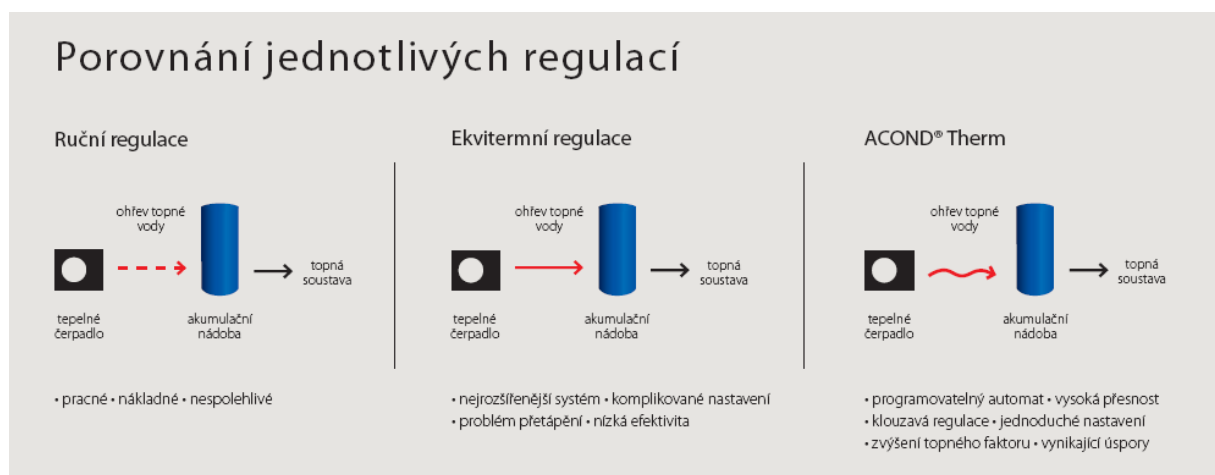 Porovnání jednotlivých regulací
Ruční regulace
ohřev topné
vody
topná
soustava
tepelné
čerpadlo
akumulační
nádoba
• pracné • nákladné • nespolehlivé
Ekvitermní regulace
ohřev topné
vody
topná
soustava
tepelné
čerpadlo
akumulační
nádoba
• nejrozšířenější systém • komplikované nastavení
• problém přetápění • nízká efektivita
ACOND® Therm
ohřev topné
vody
topná
soustava
tepelné
čerpadlo
akumulační
nádoba
• programovatelný automat • vysoká přesnost
• klouzavá regulace • jednoduché nastavení
• zvýšení topného faktoru • vynikající úspory